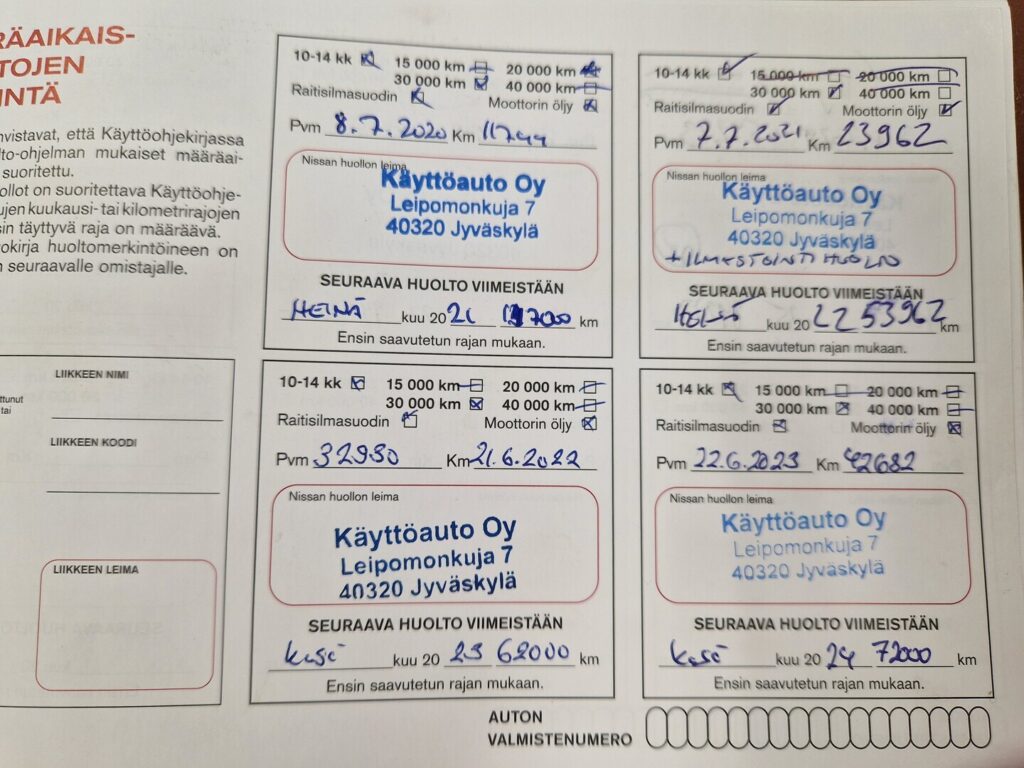 RÄAIKAIS-
TOJEN
INTÄ
hvistavat, että Käyttöohjekirjassa
lto-ohjelman mukaiset määräai-
suoritettu.
ollot on suoritettava Käyttöohje-
ujen kuukausi- tai kilometrirajojen
sin täyttyvä raja on määräävä.
okirja huoltomerkintöineen on
n seuraavalle omistajalle.
ttunut
tai
LIIKKEEN NIMI
LIIKKEEN KOODI
LIIKKEEN LEIMA
10-14 kk 15 000 km 20 000 km
30 000 km 40 000 km
Raitisilmasuodin Moottorin öljy
Pvm 8.7.2020 Km 11744
Nissan huollon leima
Käyttöauto Oy
Leipomonkuja 7
40320 Jyväskylä
SEURAAVA HUOLTO VIIMEISTÄÄN
HEINÄ kuu 20 21 km
Ensin saavutetun rajan mukaan.
10-14 kk 15 000 km 20 000 km
30 000 km 40 000 km
Raitisilmasuodin Moottorin öljy
Pvm 7.7.2021 Km 23962
Nissan huollon leima
Käyttöauto Oy
Leipomonkuja 7
40320 Jyväskylä
+ILMASTOINTI HUOLTO
SEURAAVA HUOLTO VIIMEISTÄÄN
kuu 20 22 53962 km
Ensin saavutetun rajan mukaan.
10-14 kk 15 000 km 20 000 km
30 000 km 40 000 km
Raitisilmasuodin Moottorin öljy
Pvm 32930 Km 21.6.2022
Nissan huollon leima
Käyttöauto Oy
Leipomonkuja 7
40320 Jyväskylä
SEURAAVA HUOLTO VIIMEISTÄÄN
Kesä kuu 20 23 62000 km
Ensin saavutetun rajan mukaan.
10-14 kk 15 000 km 20 000 km
30 000 km 40 000 km
Raitisilmasuodin Moottorin öljy
Pvm 22.6.2023 Km 42682
Nissan huollon leima
Käyttöauto Oy
Leipomonkuja 7
40320 Jyväskylä
SEURAAVA HUOLTO VIIMEISTÄÄN
Kesä kuu 20 24 72000 km
Ensin saavutetun rajan mukaan.
AUTON
VALMISTENUMERO